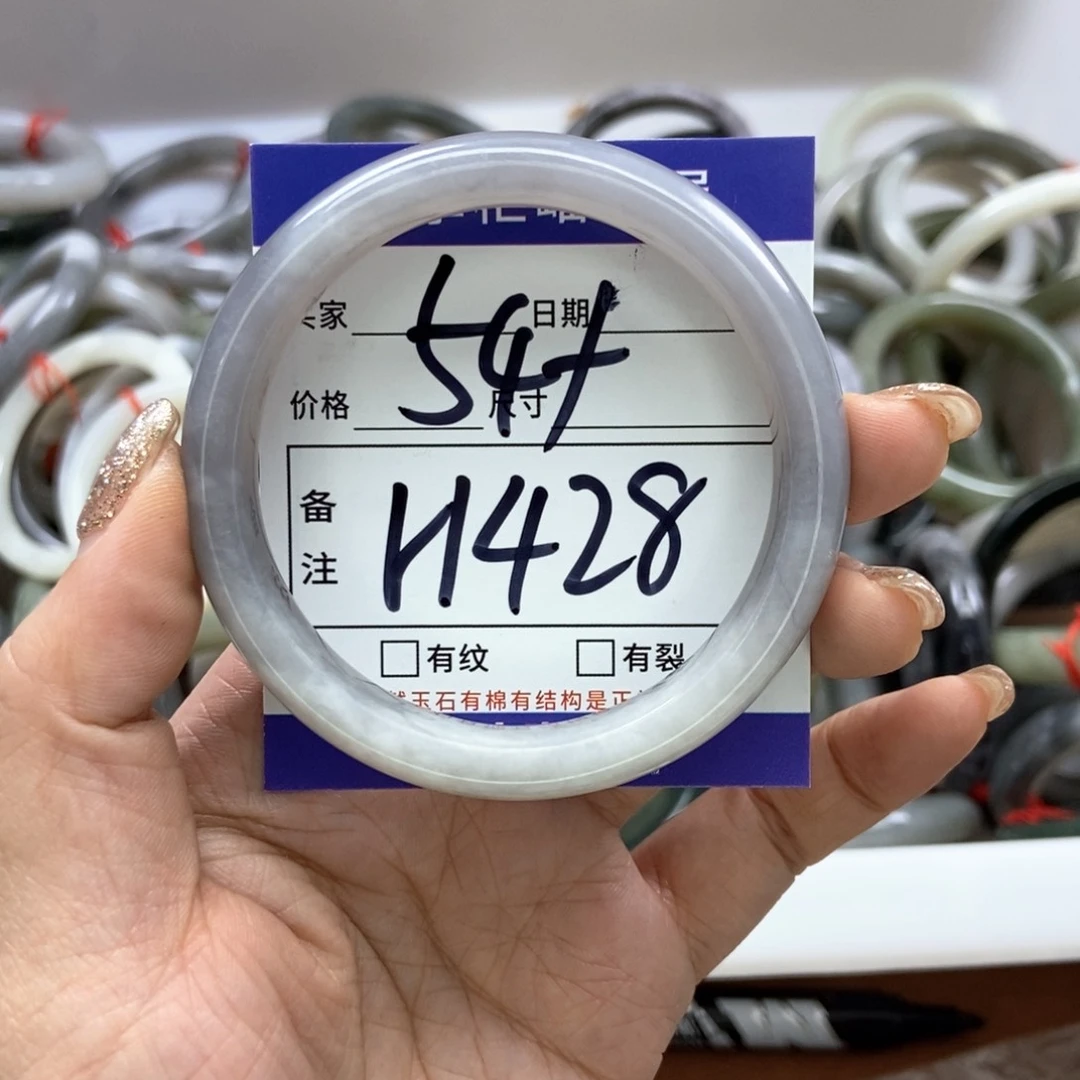 家 日期
54+
价格 尺寸
备注
H428
有纹 有裂
玉石有棉有结构是正